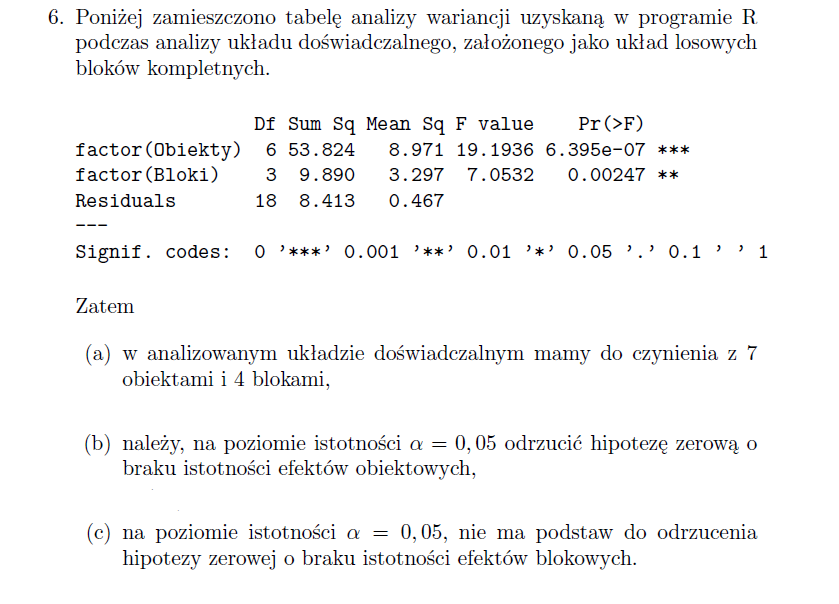 6. Poniżej zamieszczono tabelę analizy wariancji uzyskaną w programie R
podczas analizy układu doświadczalnego, założonego jako układ losowych
bloków kompletnych.
Df Sum Sq Mean Sq F value Pr(>F)
factor(Obiekty) 6 53.824 8.971 19.1936 6.395e-07 ***
factor(Bloki) 3 9.890 3.297 7.0532 0.00247 **
Residuals 18 8.413 0.467
---
Signif. codes: 0 ’***’ 0.001 ’**’ 0.01 ’*’ 0.05 ’.’ 0.1 ’ ’ 1
Zatem
(a) w analizowanym układzie doświadczalnym mamy do czynienia z 7
obiektami i 4 blokami,
(b) należy, na poziomie istotności α = 0,05 odrzucić hipotezę zerową o
braku istotności efektów obiektowych,
(c) na poziomie istotności α = 0,05, nie ma podstaw do odrzucenia
hipotezy zerowej o braku istotności efektów blokowych.